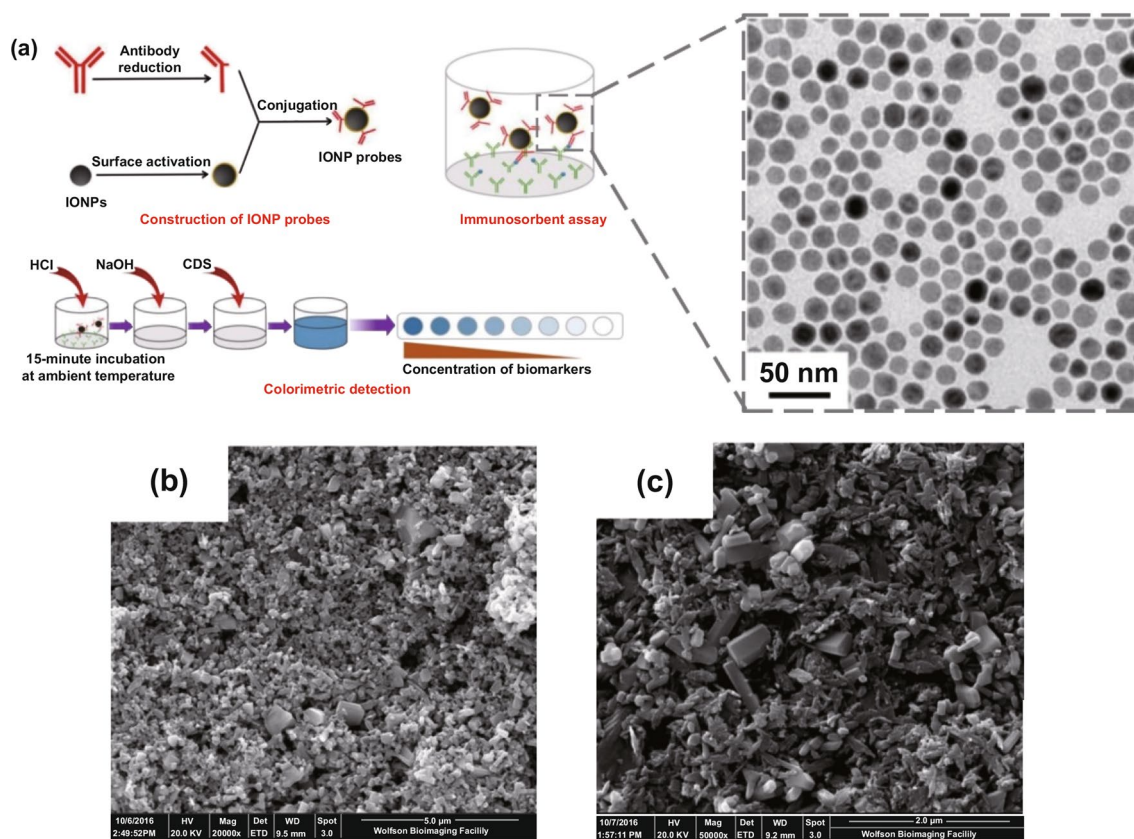 (a)
Antibody
reduction
Conjugation
IONP probes
Surface activation
IONPs
Construction of IONP probes
Immunosorbent assay
50 nm
HCl
NaOH
CDS
15-minute incubation
at ambient temperature
Colorimetric detection
Concentration of biomarkers
(b)
10/6/2016 HV Mag Det WD Spot 5.0 µm
2:49:52PM 20.0 KV 20000x ETD 9.5 mm 3.0 Wolfson Bioimaging Facilily
(c)
10/7/2016 HV Mag Det WD Spot 2.0 µm
1:57:11 PM 20.0 KV 50000x ETD 9.2 mm 3.0 Wolfson Bioimaging Facilily